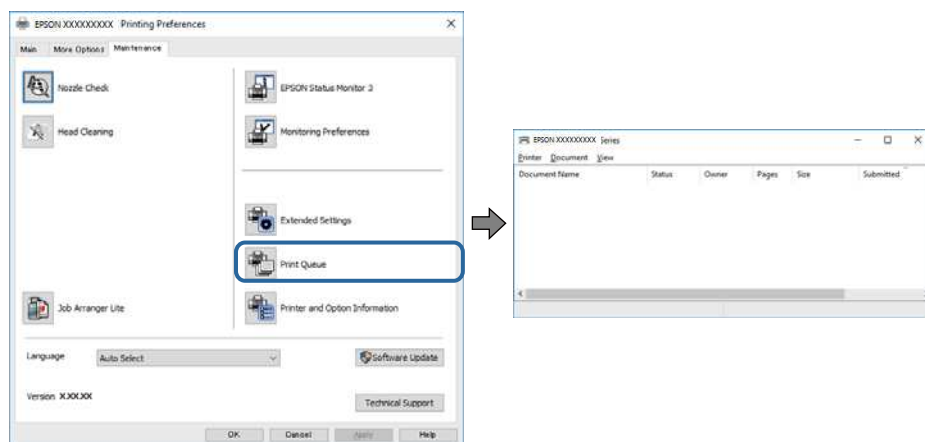 EPSON XXXXXXXXX Printing Preferences
Main More Options Maintenance
Nozzle Check
EPSON Status Monitor 3
Head Cleaning
Monitoring Preferences
Extended Settings
Print Queue
Job Arranger Lite
Printer and Option Information
Language Auto Select
Software Update
Version X.XX.XX
Technical Support
OK Cancel Apply Help
EPSON XXXXXXXXX Series
Printer Document View
Document Name Status Owner Pages Size Submitted